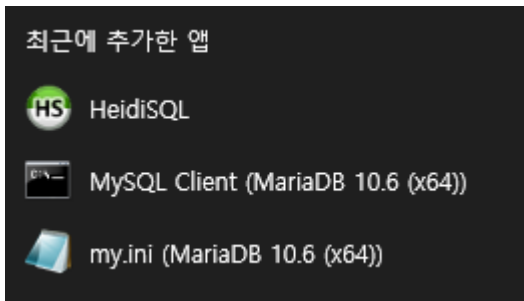 최근에 추가한 앱
HS HeidiSQL
MySQL Client (MariaDB 10.6 (x64))
my.ini (MariaDB 10.6 (x64))